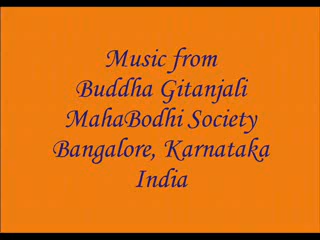 Music from
Buddha Gitanjali
MahaBodhi Society
Bangalore, Karnataka
India